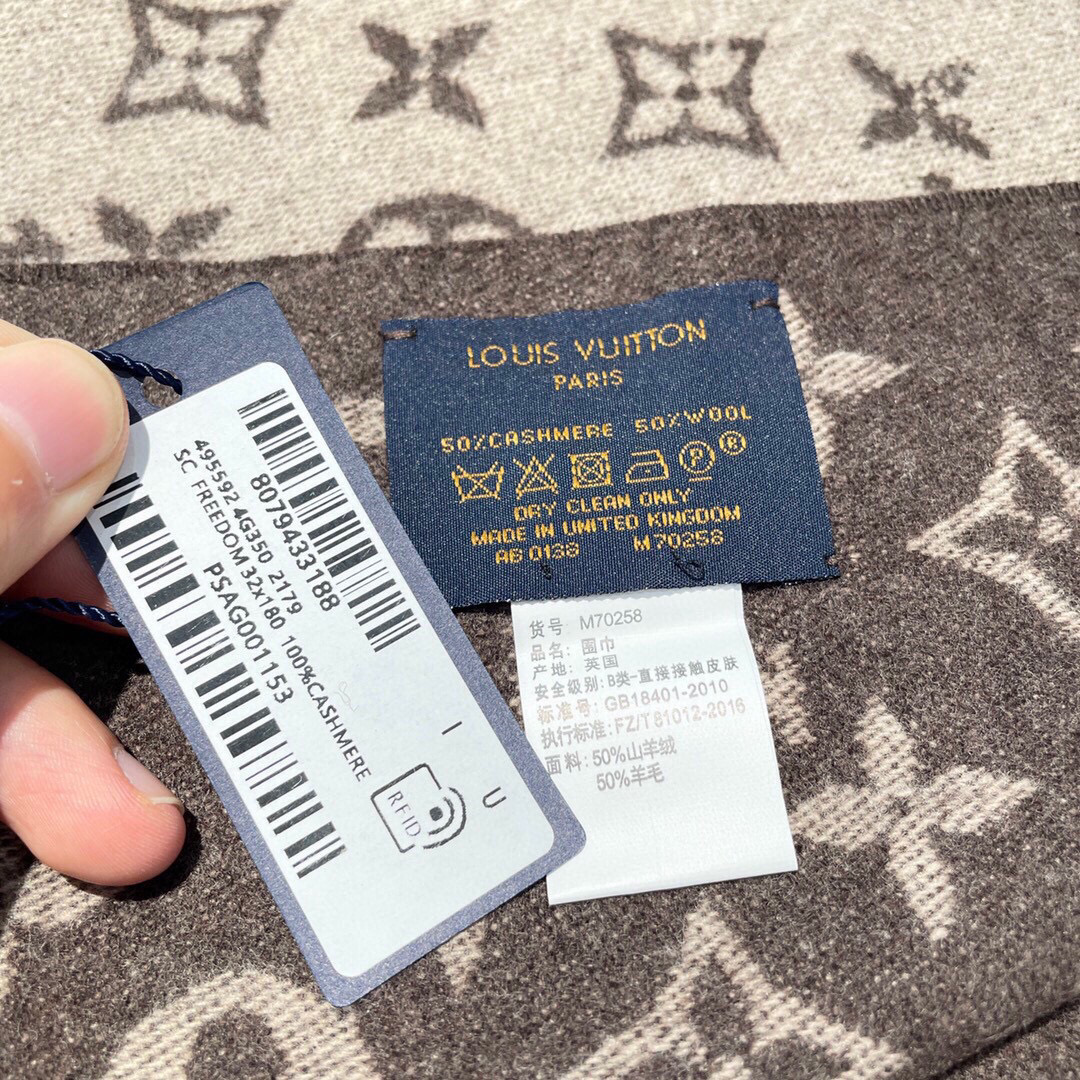 8079433188
495592 4G350 2179
SC FREEDOM 32x180 100%CASHMERE
PSAG001153
I
U
RFID
LOUIS VUITTON
PARIS
50%CASHMERE 50%WOOL
P ®
DRY CLEAN ONLY
MADE IN UNITED KINGDOM
AB 0138 M70258
货号 M70258
品名: 围巾
产地: 英国
安全级别: B类-直接接触皮肤
标准号: GB18401-2010
执行标准: FZ/T 81012-2016
面料: 50%山羊绒
50%羊毛